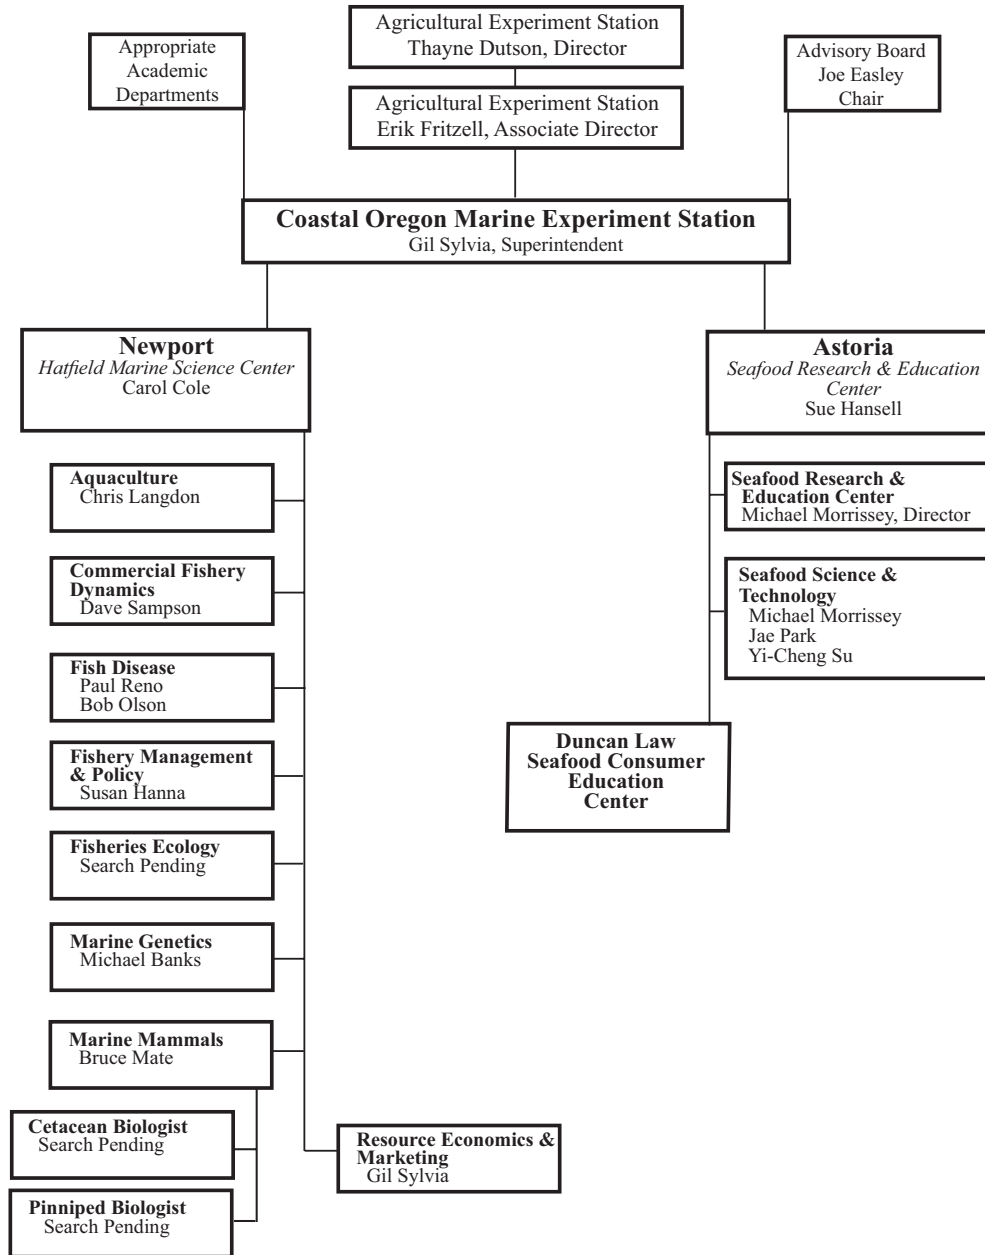 Agricultural Experiment Station
Thayne Dutson, Director
Appropriate
Academic
Departments
Agricultural Experiment Station
Erik Fritzell, Associate Director
Advisory Board
Joe Easley
Chair
Coastal Oregon Marine Experiment Station
Gil Sylvia, Superintendent
Newport
Hatfield Marine Science Center
Carol Cole
Astoria
Seafood Research & Education
Center
Sue Hansell
Aquaculture
Chris Langdon
Commercial Fishery
Dynamics
Dave Sampson
Fish Disease
Paul Reno
Bob Olson
Fishery Management
& Policy
Susan Hanna
Fisheries Ecology
Search Pending
Marine Genetics
Michael Banks
Marine Mammals
Bruce Mate
Cetacean Biologist
Search Pending
Pinniped Biologist
Search Pending
Resource Economics &
Marketing
Gil Sylvia
Seafood Research &
Education Center
Michael Morrissey, Director
Seafood Science &
Technology
Michael Morrissey
Jae Park
Yi-Cheng Su
Duncan Law
Seafood Consumer
Education
Center